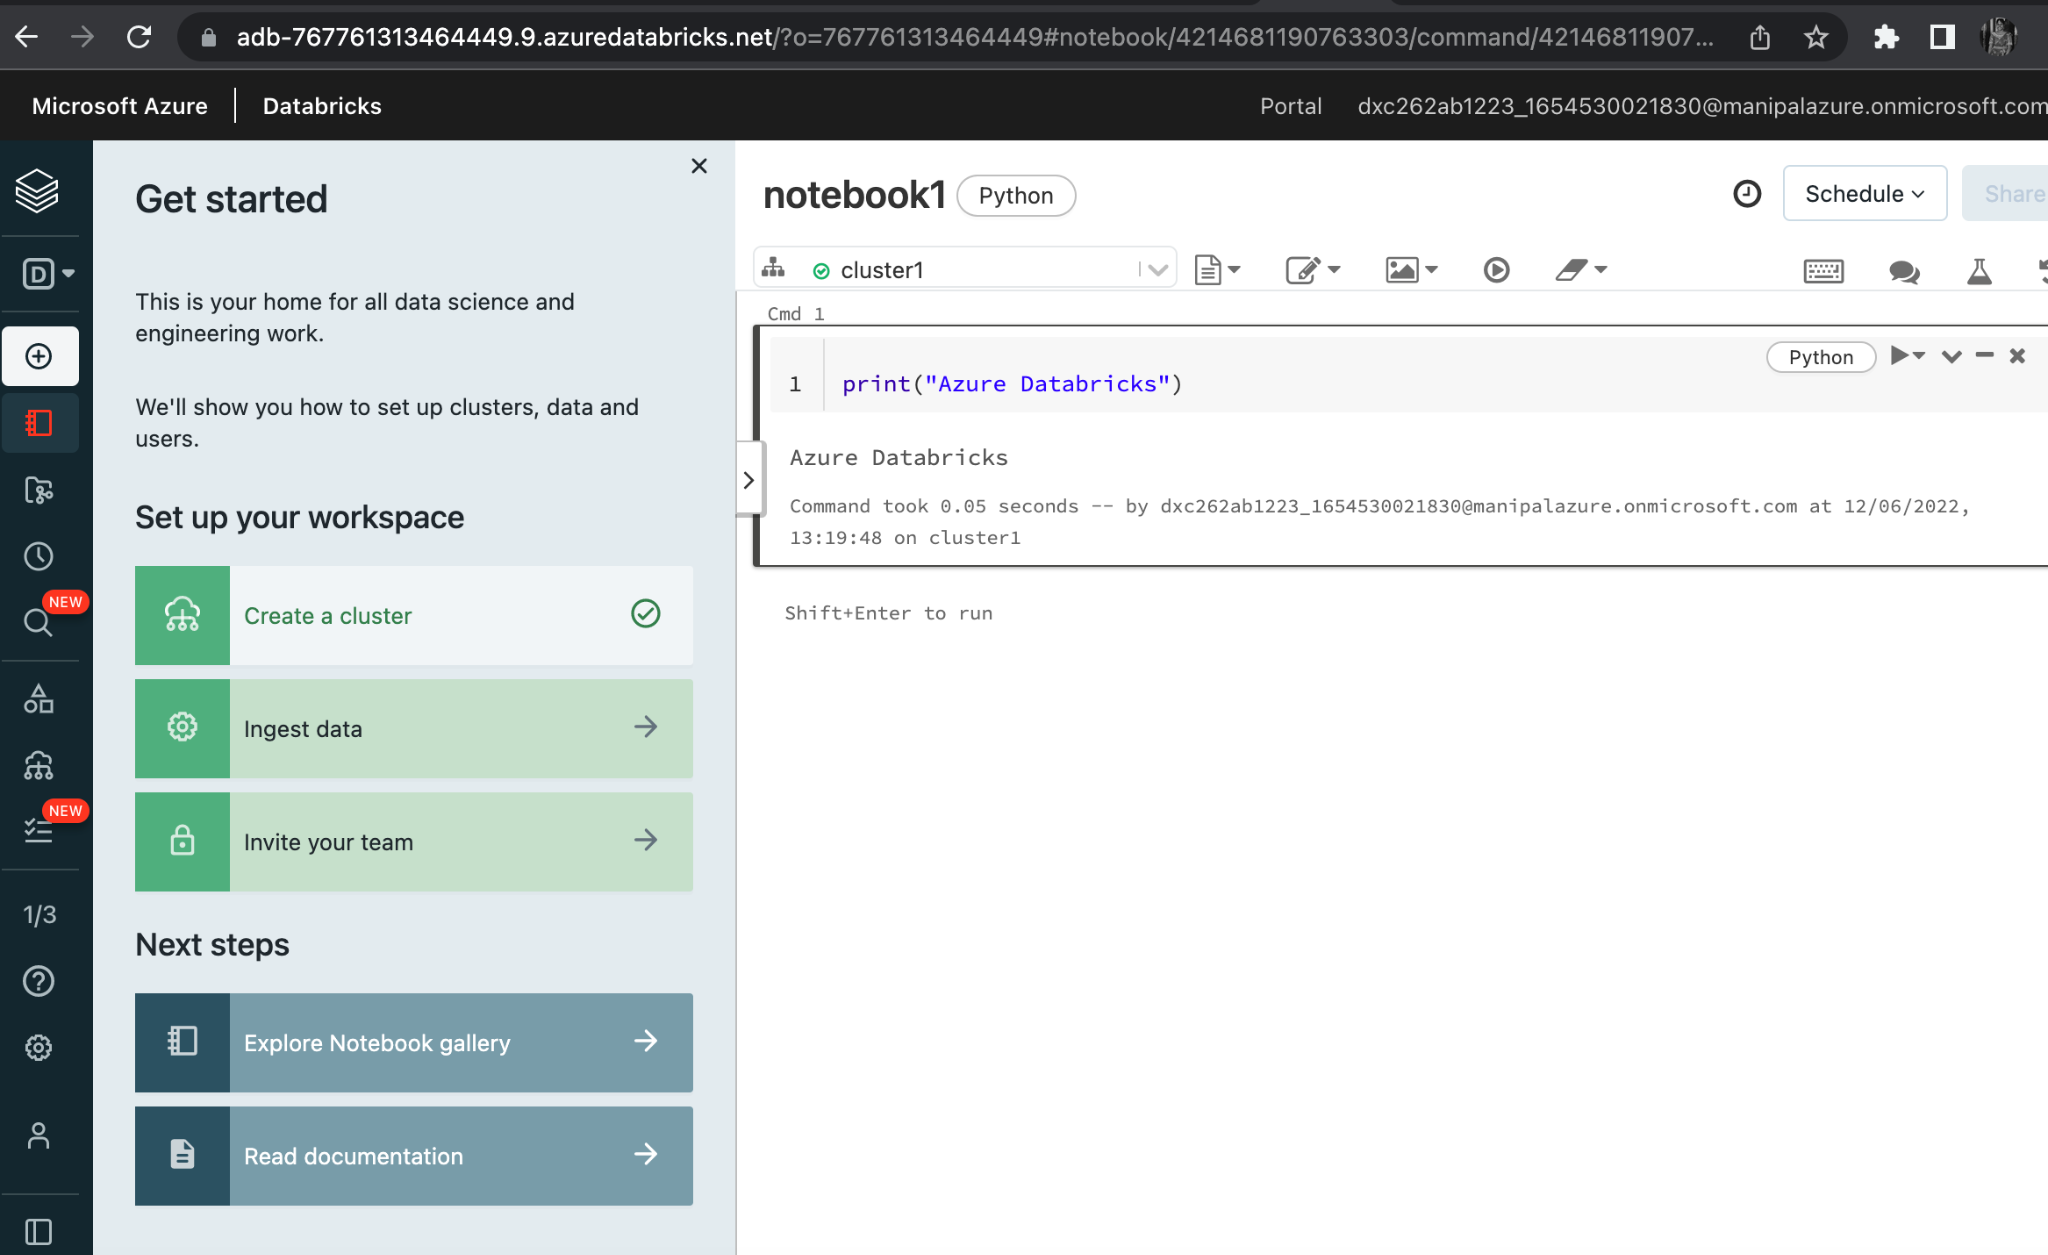 adb-767761313464449.9.azuredatabricks.net/?o=767761313464449#notebook/4214681190763303/command/42146811907...
Microsoft Azure Databricks Portal dxc262ab1223_1654530021830@manipalazure.onmicrosoft.com
D
NEW
NEW
1/3
Get started
This is your home for all data science and
engineering work.
We'll show you how to set up clusters, data and
users.
Set up your workspace
Create a cluster
Ingest data
Invite your team
Next steps
Explore Notebook gallery
Read documentation
notebook1 Python Schedule Share
cluster1
Cmd 1
Python
1 print("Azure Databricks")
Azure Databricks
Command took 0.05 seconds -- by dxc262ab1223_1654530021830@manipalazure.onmicrosoft.com at 12/06/2022,
13:19:48 on cluster1
Shift+Enter to run